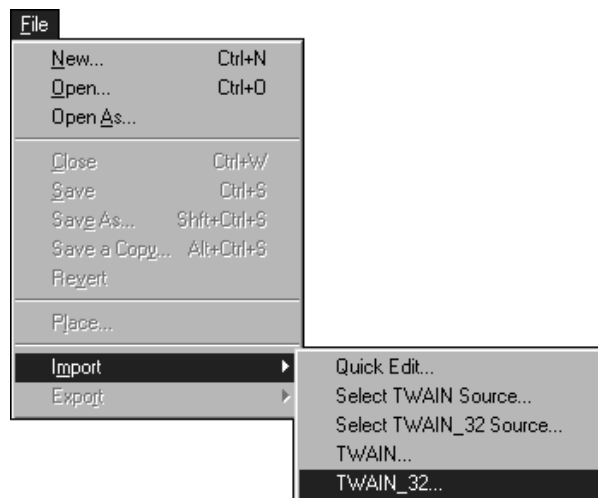 File
New... Ctrl+N
Open... Ctrl+O
Open As...
Close Ctrl+W
Save Ctrl+S
Save As... Shft+Ctrl+S
Save a Copy... Alt+Ctrl+S
Revert
Place...
Import
Export
Quick Edit...
Select TWAIN Source...
Select TWAIN_32 Source...
TWAIN...
TWAIN_32...